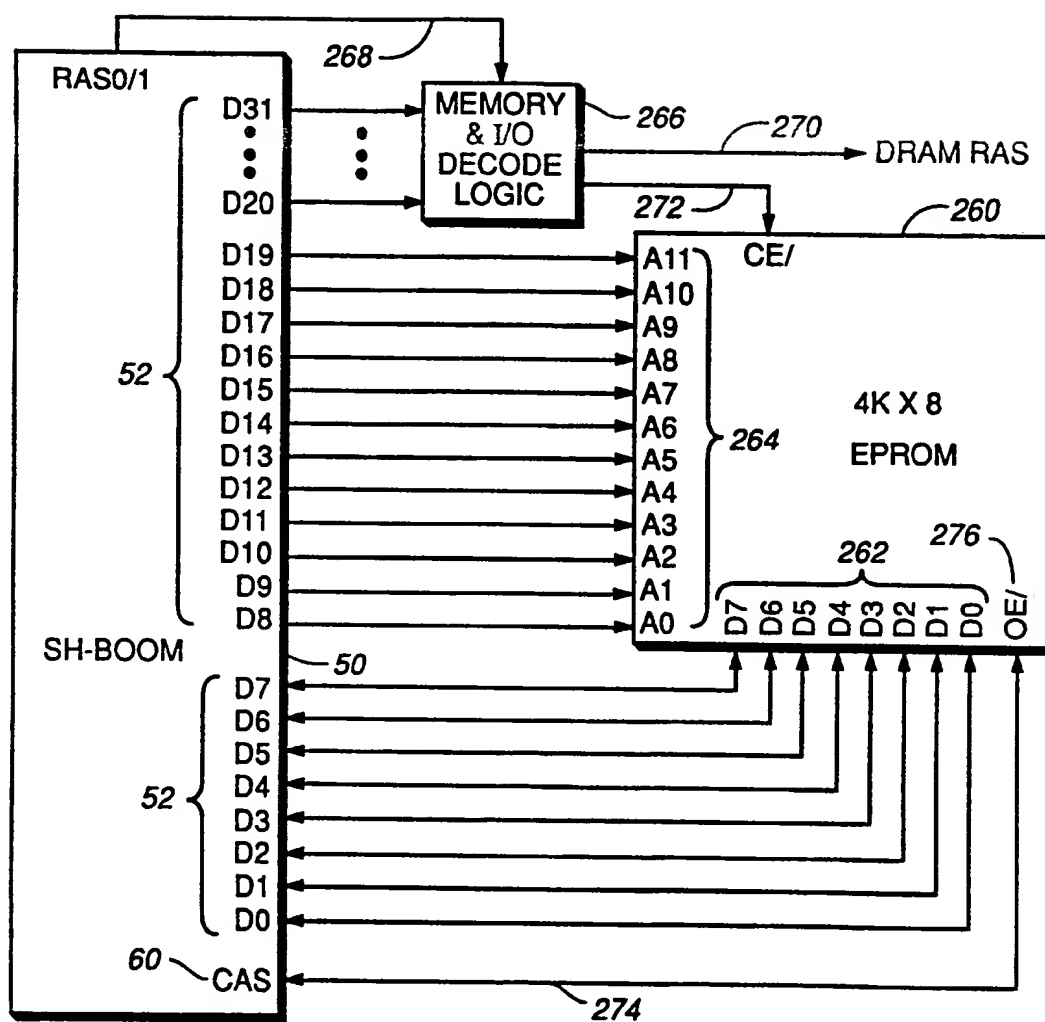 268
RAS0/1
D31
D20
MEMORY
& I/O
DECODE
LOGIC
266
270
DRAM RAS
272
260
CE/
D19
D18
D17
D16
D15
D14
D13
D12
D11
D10
D9
D8
52
A11
A10
A9
A8
A7
A6
A5
A4
A3
A2
A1
A0
264
4K X 8
EPROM
276
262
D7
D6
D5
D4
D3
D2
D1
D0
OE/
SH-BOOM
50
D7
D6
D5
D4
D3
D2
D1
D0
52
60
CAS
274